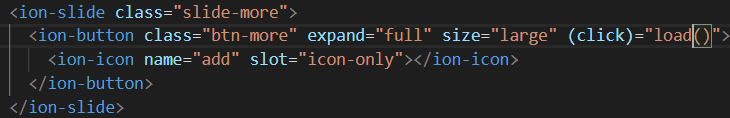 <ion-slide class="slide-more">
<ion-button class="btn-more" expand="full" size="large" (click)="load()">
<ion-icon name="add" slot="icon-only"></ion-icon>
</ion-button>
</ion-slide>